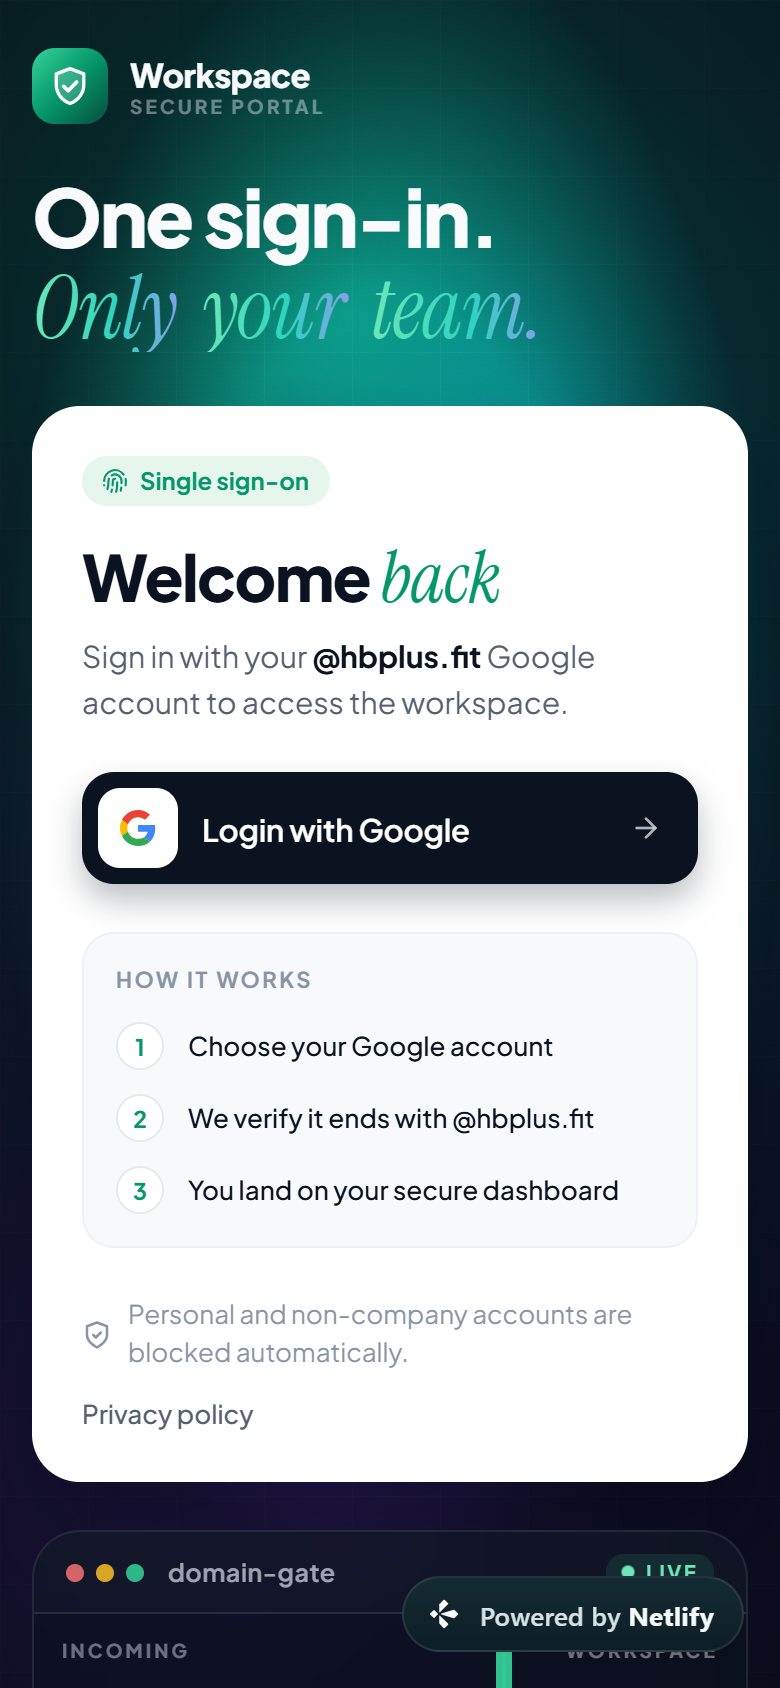 Workspace
SECURE PORTAL
One sign-in.
Only your team.
Single sign-on
Welcome back
Sign in with your @hbplus.fit Google
account to access the workspace.
Login with Google
HOW IT WORKS
1 Choose your Google account
2 We verify it ends with @hbplus.fit
3 You land on your secure dashboard
Personal and non-company accounts are
blocked automatically.
Privacy policy
domain-gate
LIVE
Powered by Netlify
INCOMING
WORKSPACE